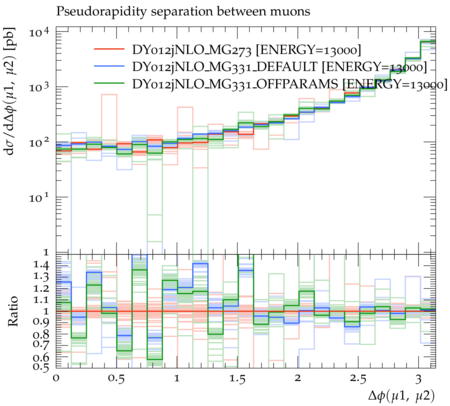 Pseudorapidity separation between muons
DY012jNLO_MG273 [ENERGY=13000]
DY012jNLO_MG331_DEFAULT [ENERGY=13000]
DY012jNLO_MG331_OFFPARAMS [ENERGY=13000]
dσ/dΔϕ(μ1, μ2) [pb]
10⁴
10³
10²
10¹
1
Ratio
1.4
1.3
1.2
1.1
1.0
0.9
0.8
0.7
0.6
0.5
0 0.5 1 1.5 2 2.5 3
Δϕ(μ1, μ2)